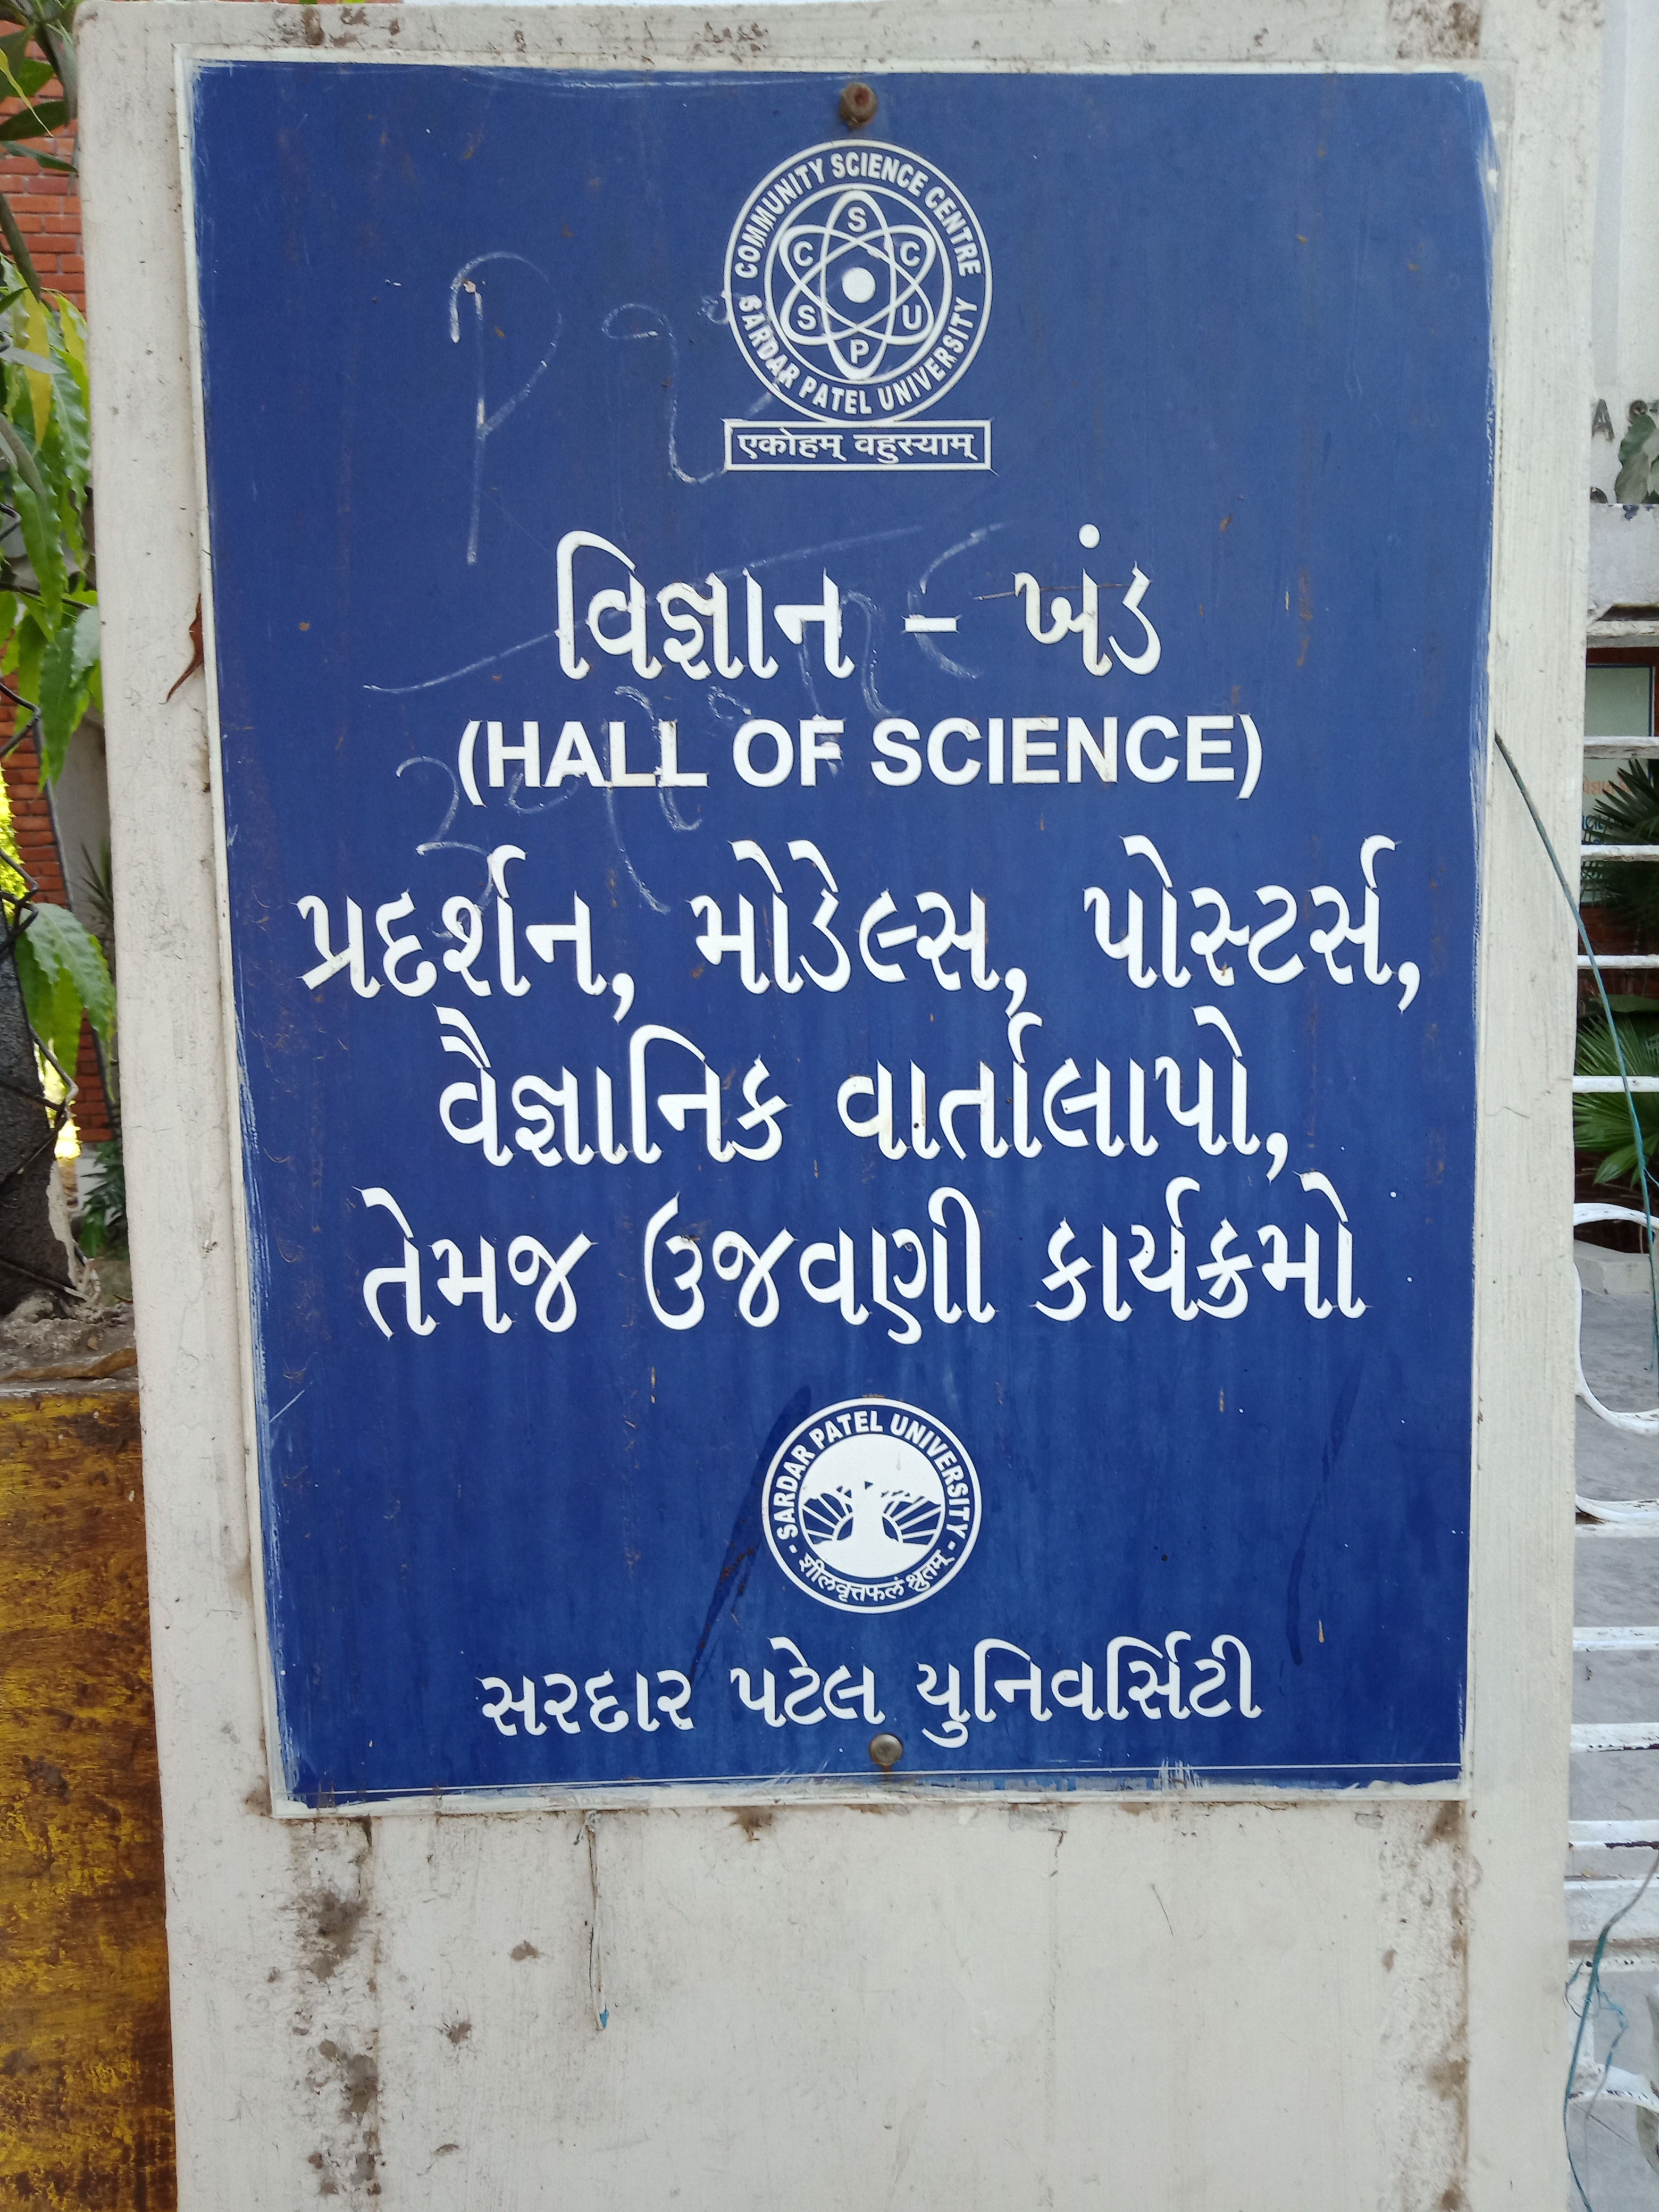 COMMUNITY SCIENCE CENTRE
S
C C
S U
P
SARDAR PATEL UNIVERSITY
एकोहम् वहुस्याम्
વિજ્ઞાન – ખંડ
(HALL OF SCIENCE)
પ્રદર્શન, મોડેલ્સ, પોસ્ટર્સ,
વૈજ્ઞાનિક વાર્તાલાપો,
તેમજ ઉજવણી કાર્યક્રમો
SARDAR PATEL UNIVERSITY
शीलवृत्तफलं श्रुतम्
સરદાર પટેલ યુનિવર્સિટી